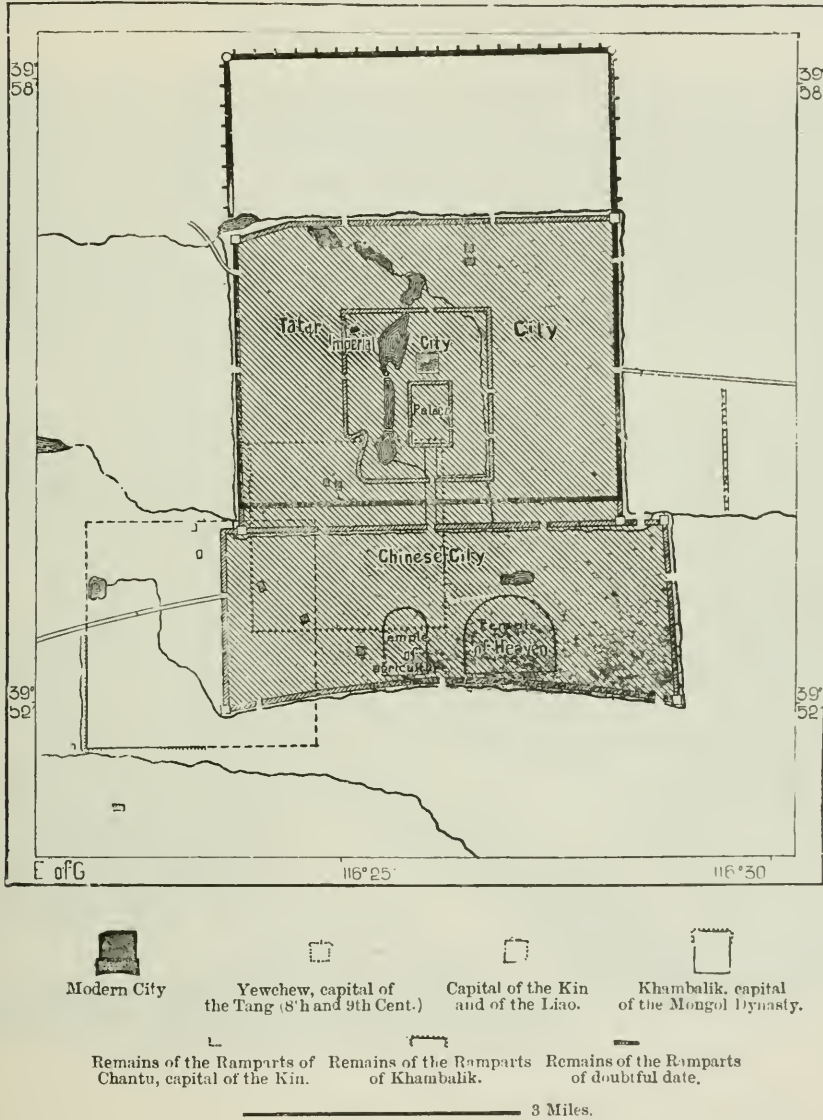 39°
58'
39°
58'
Tatar
City
Imperial
City
Palace
Chinese City
Temple
of
agriculture
Temple
of Heaven
39°
52'
39°
52'
E of G
116°25'
116°30
Modern City
Yewchew, capital of
the Tang (8'h and 9th Cent.)
Capital of the Kin
and of the Liao.
Khambalik, capital
of the Mongol Dynasty.
Remains of the Ramparts of
Chantu, capital of the Kin.
Remains of the Ramparts
of Khambalik.
Remains of the Ramparts
of doubtful date.
3 Miles.